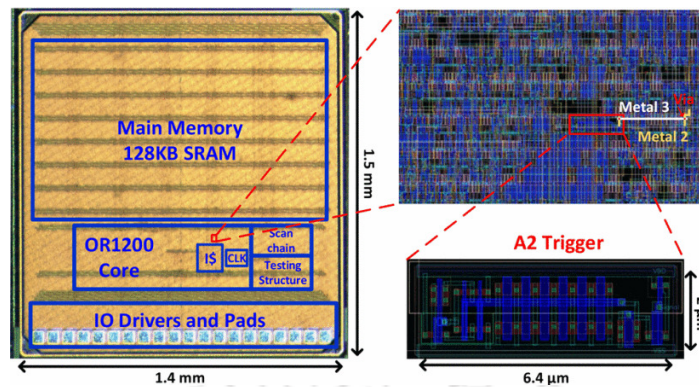 Main Memory
128KB SRAM
OR1200
Core
I$
CLK
Scan
chain
Testing
Structure
IO Drivers and Pads
1.4 mm
1.5 mm
Via
Metal 3
Metal 2
A2 Trigger
6.4 μm